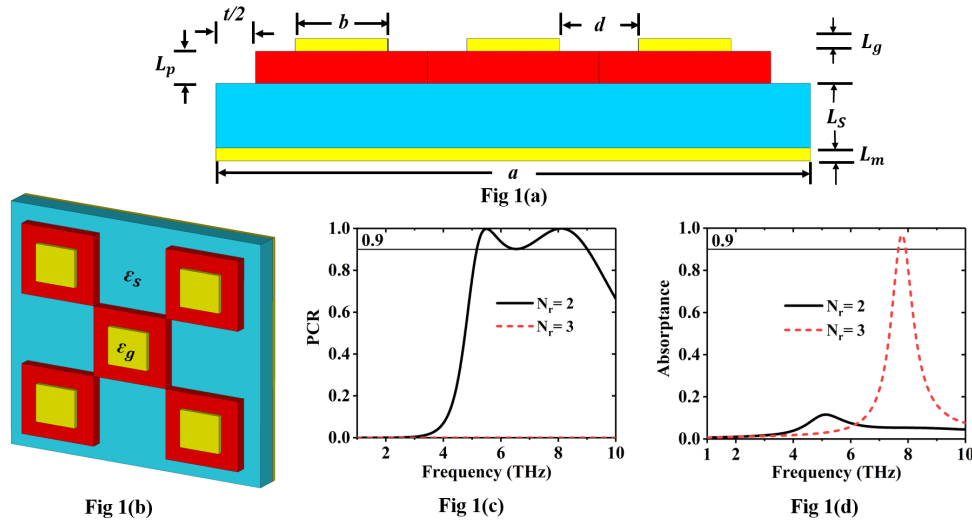 t/2
b
d
L_g
L_p
L_S
L_m
a
Fig 1(a)
ε_s
ε_g
Fig 1(b)
1.0
0.9
0.8
0.6
0.4
0.2
0.0
PCR
N_r= 2
N_r= 3
2 4 6 8 10
Frequency (THz)
Fig 1(c)
1.0
0.9
0.8
0.6
0.4
0.2
0.0
Absorptance
N_r= 2
N_r= 3
1 2 4 6 8 10
Frequency (THz)
Fig 1(d)